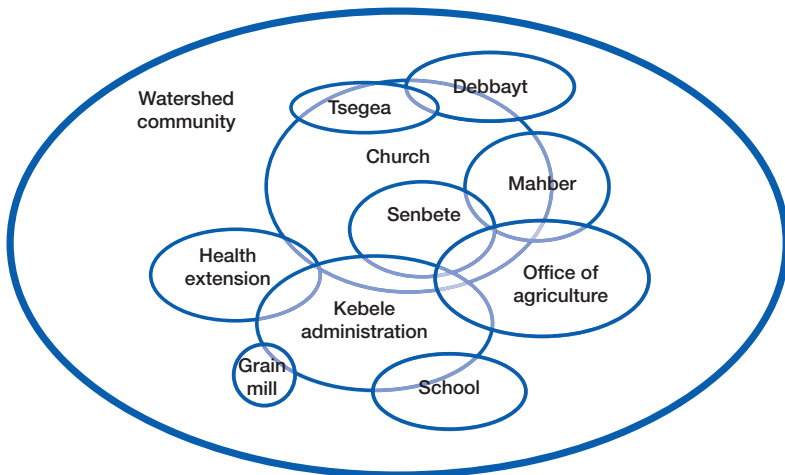 Debbayt
Watershed
community
Tsegea
Church
Mahber
Senbete
Health
extension
Office of
agriculture
Kebele
administration
Grain
mill
School